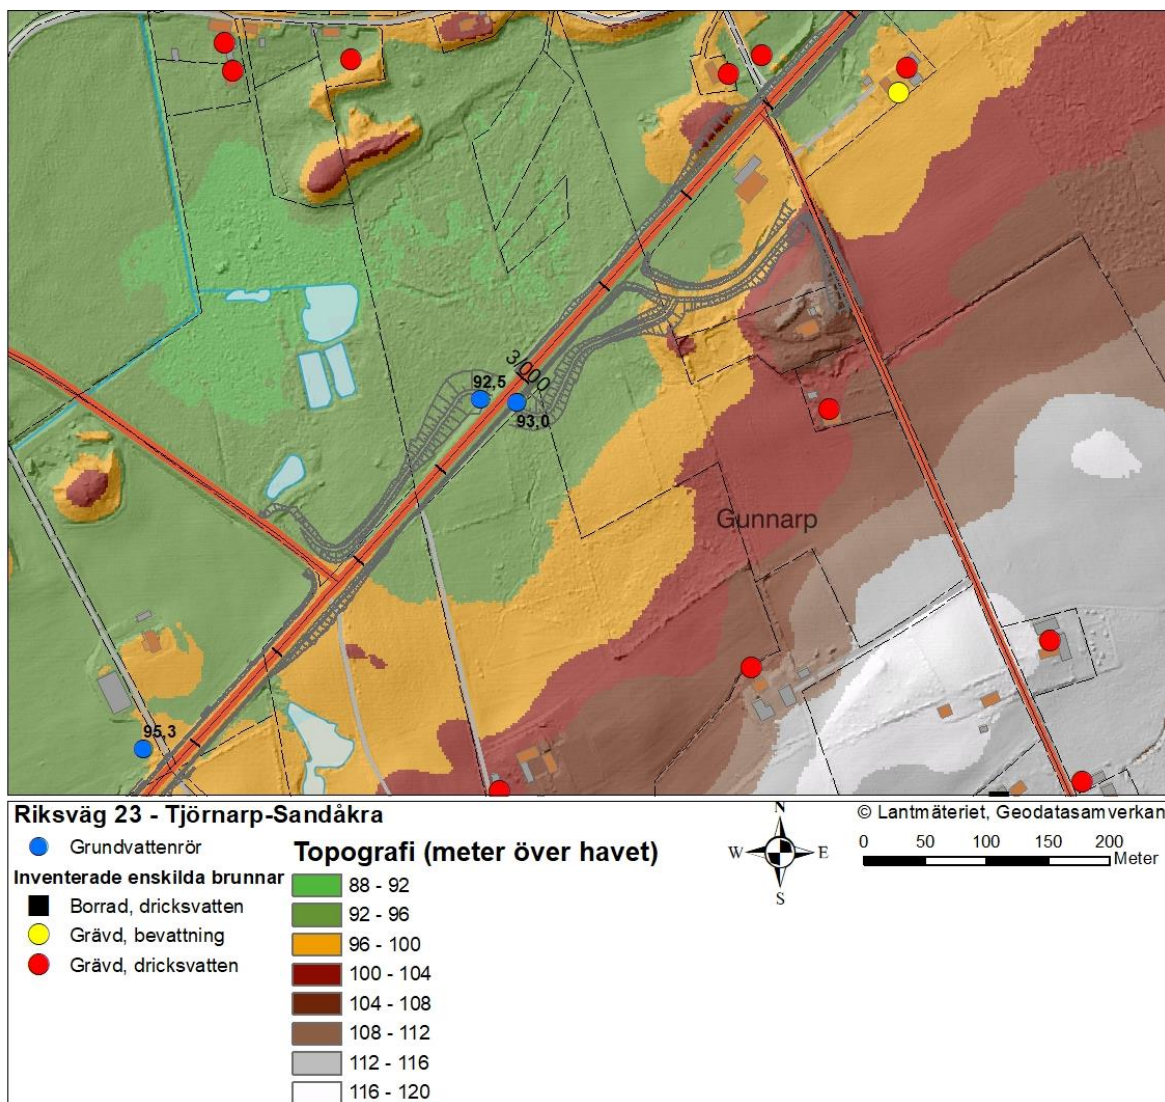 3/000
92,5
93,0
Gunnarp
95,3
Riksväg 23 - Tjörnarp-Sandåkra
Grundvattenrör
Inventerade enskilda brunnar
Borrad, dricksvatten
Grävd, bevattning
Grävd, dricksvatten
Topografi (meter över havet)
88 - 92
92 - 96
96 - 100
100 - 104
104 - 108
108 - 112
112 - 116
116 - 120
N
W
E
S
© Lantmäteriet, Geodatasamverkan
0 50 100 150 200
Meter